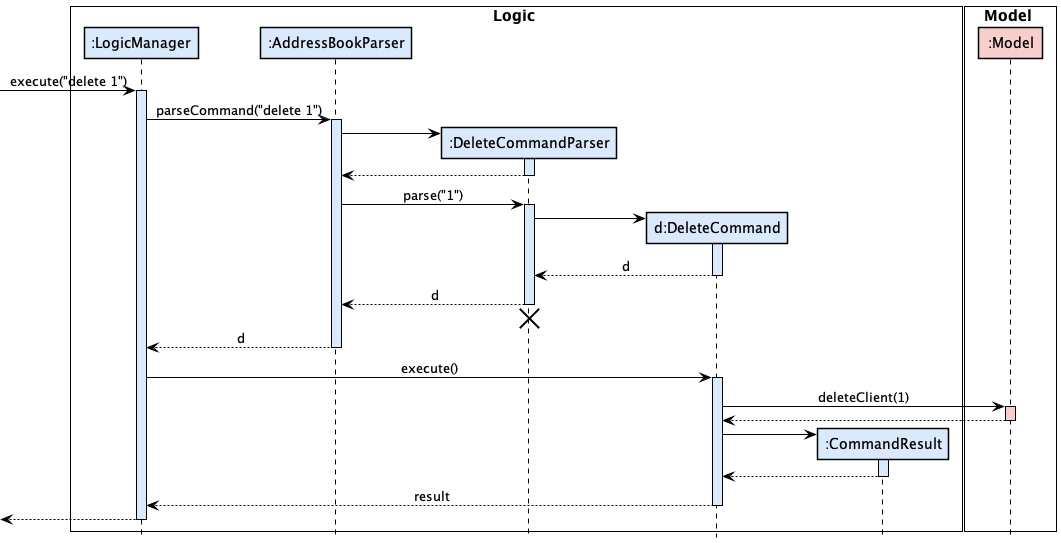 Logic
Model
:LogicManager
:AddressBookParser
:Model
execute("delete 1")
parseCommand("delete 1")
:DeleteCommandParser
parse("1")
d:DeleteCommand
d
d
d
execute()
deleteClient(1)
:CommandResult
result